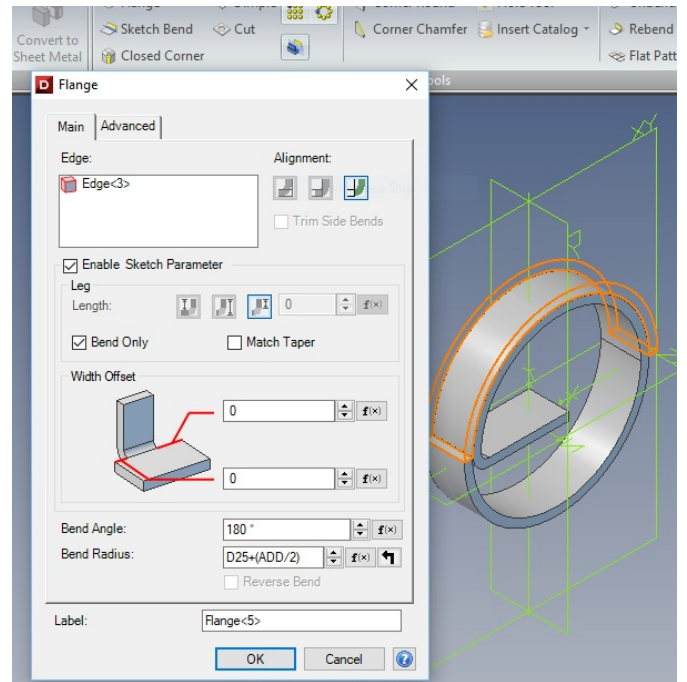 Sketch Bend
Cut
Corner Chamfer
Insert Catalog
Rebend
Convert to
Sheet Metal
Closed Corner
Flat Patt
ools
D Flange
Main
Advanced
Edge:
Alignment:
Edge<3>
Trim Side Bends
Enable Sketch Parameter
Leg
Length:
0
f(x)
Bend Only
Match Taper
Width Offset
0
f(x)
0
f(x)
Bend Angle:
180 °
f(x)
Bend Radius:
D25+(ADD/2)
f(x)
Reverse Bend
Label:
Flange<5>
OK
Cancel
?